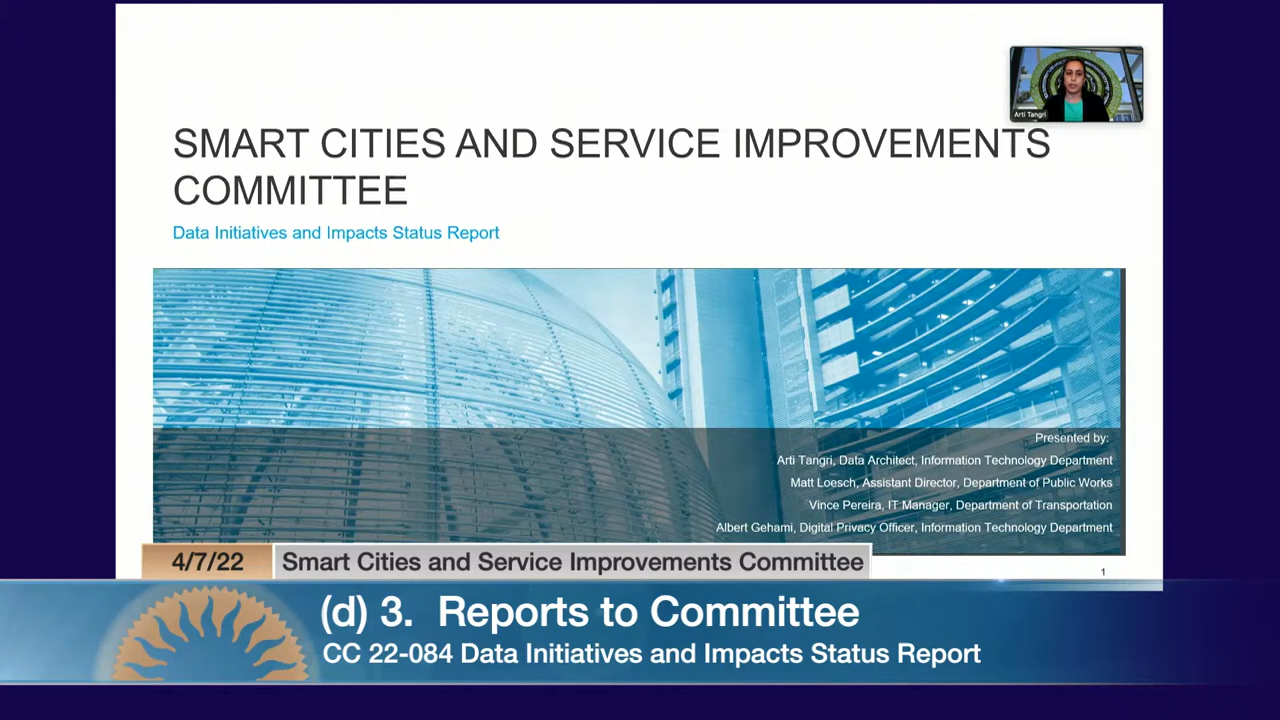 Arti Tangri
SMART CITIES AND SERVICE IMPROVEMENTS
COMMITTEE
Data Initiatives and Impacts Status Report
Presented by:
Arti Tangri, Data Architect, Information Technology Department
Matt Loesch, Assistant Director, Department of Public Works
Vince Pereira, IT Manager, Department of Transportation
Albert Gehami, Digital Privacy Officer, Information Technology Department
1
4/7/22
Smart Cities and Service Improvements Committee
(d) 3. Reports to Committee
CC 22-084 Data Initiatives and Impacts Status Report